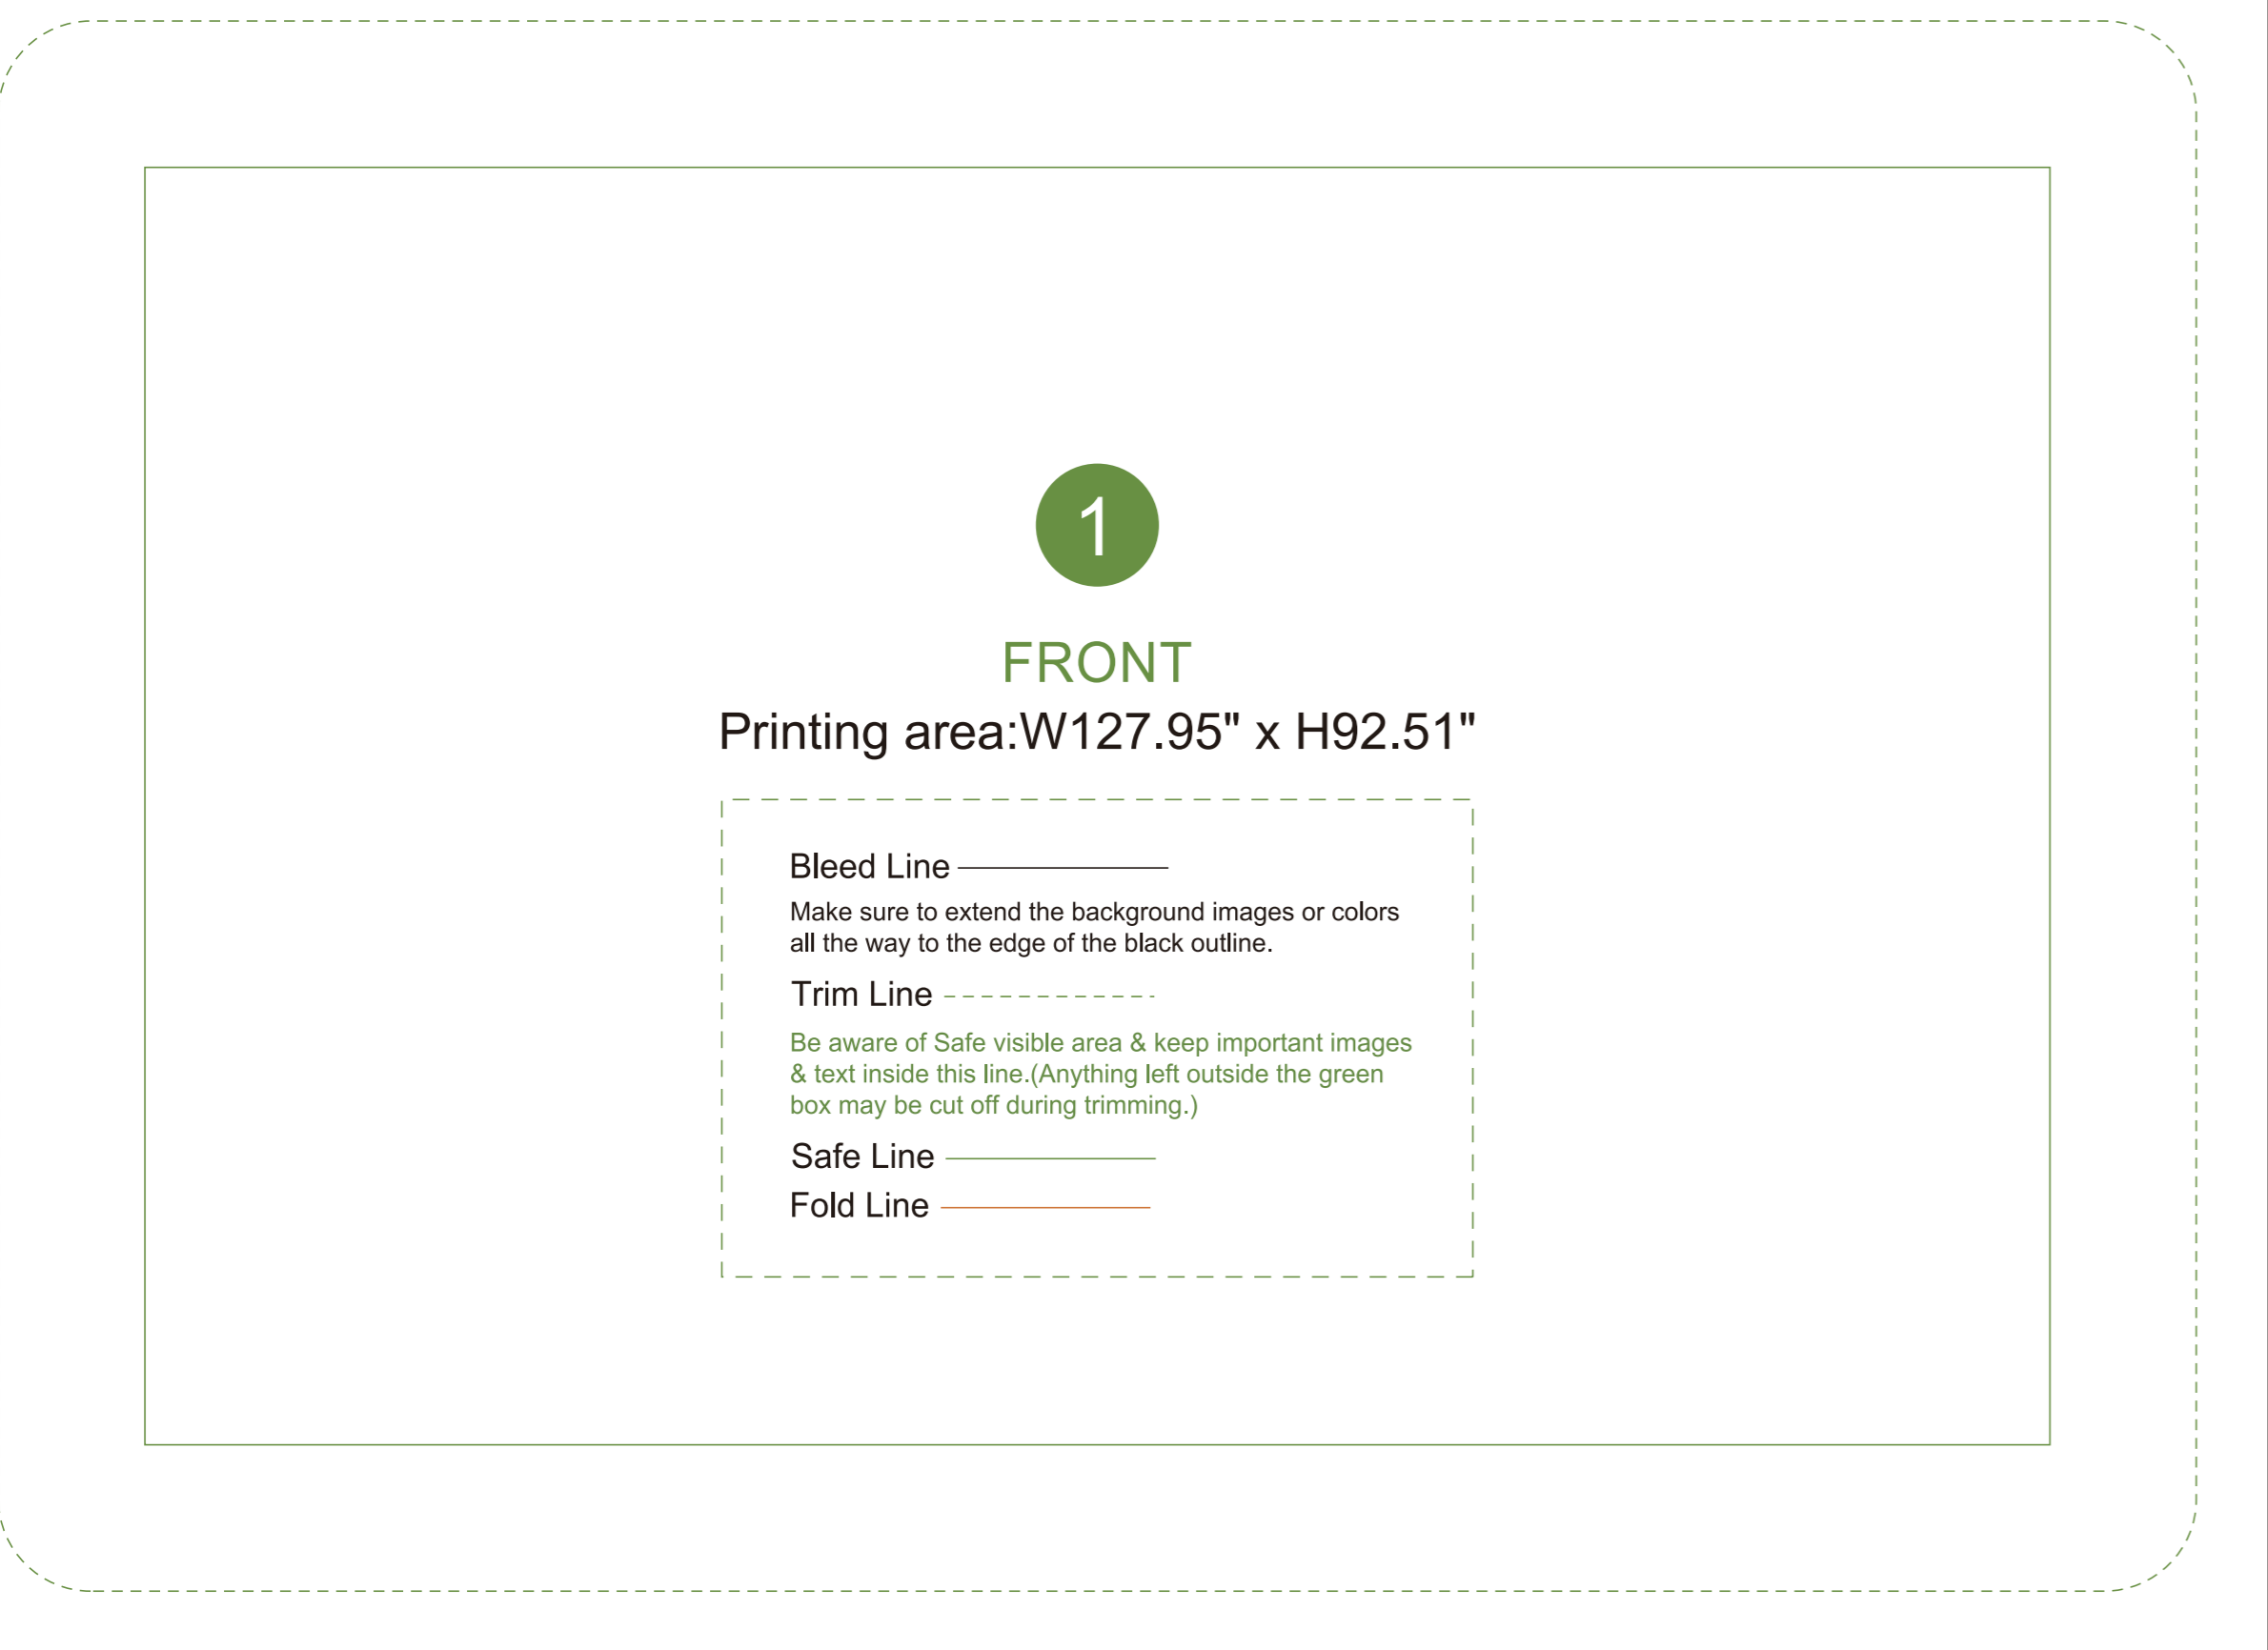 1
FRONT
Printing area:W127.95" x H92.51"
Bleed Line
Make sure to extend the background images or colors
all the way to the edge of the black outline.
Trim Line
Be aware of Safe visible area & keep important images
& text inside this line.(Anything left outside the green
box may be cut off during trimming.)
Safe Line
Fold Line